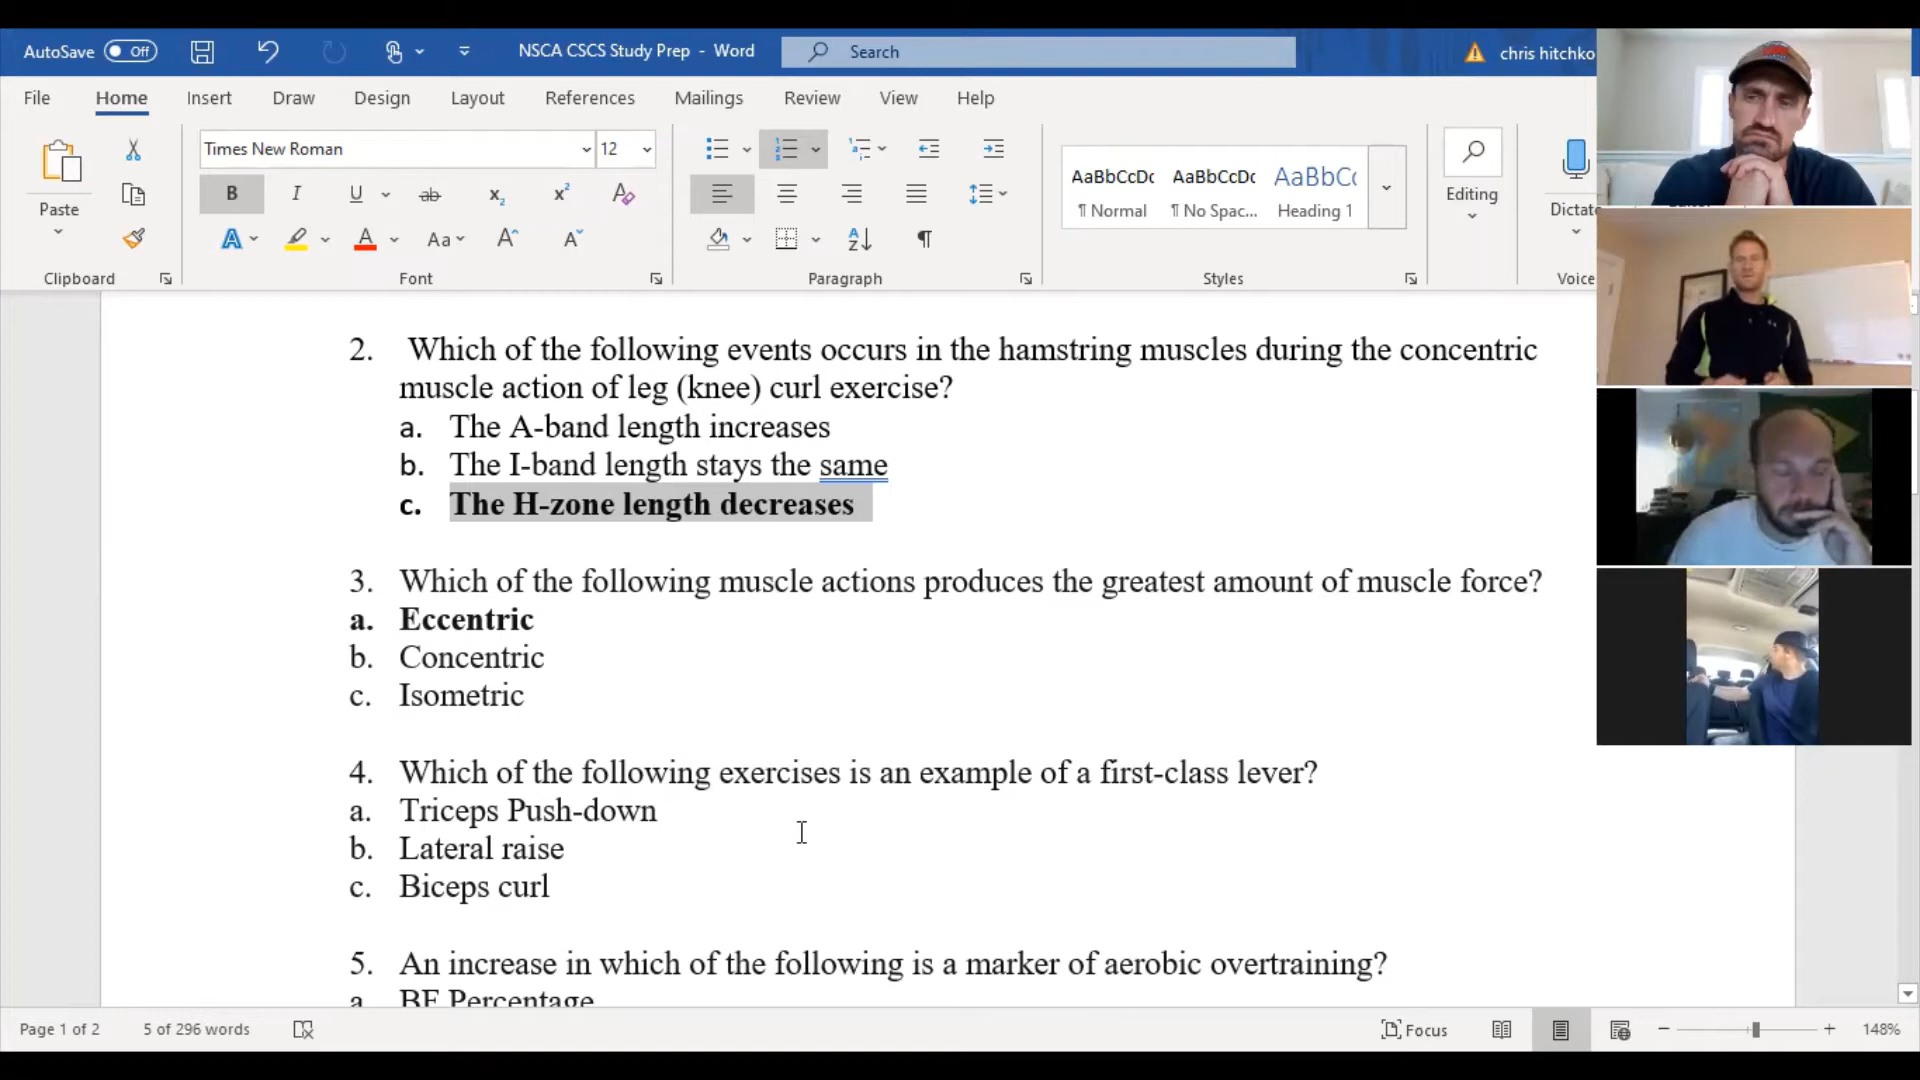 AutoSave Off NSCA CSCS Study Prep - Word Search chris hitchko
File Home Insert Draw Design Layout References Mailings Review View Help
Times New Roman 12
Paste
B I U ab x₂ x² A
A A Aa A A
AaBbCcDc AaBbCcDc AaBbCc
¶ Normal ¶ No Spac... Heading 1
Editing
Dictate
Clipboard Font Paragraph Styles Voice
2. Which of the following events occurs in the hamstring muscles during the concentric
muscle action of leg (knee) curl exercise?
a. The A-band length increases
b. The I-band length stays the same
c. The H-zone length decreases
3. Which of the following muscle actions produces the greatest amount of muscle force?
a. Eccentric
b. Concentric
c. Isometric
4. Which of the following exercises is an example of a first-class lever?
a. Triceps Push-down
b. Lateral raise
c. Biceps curl
5. An increase in which of the following is a marker of aerobic overtraining?
a BF Percentage
Page 1 of 2 5 of 296 words Focus 148%